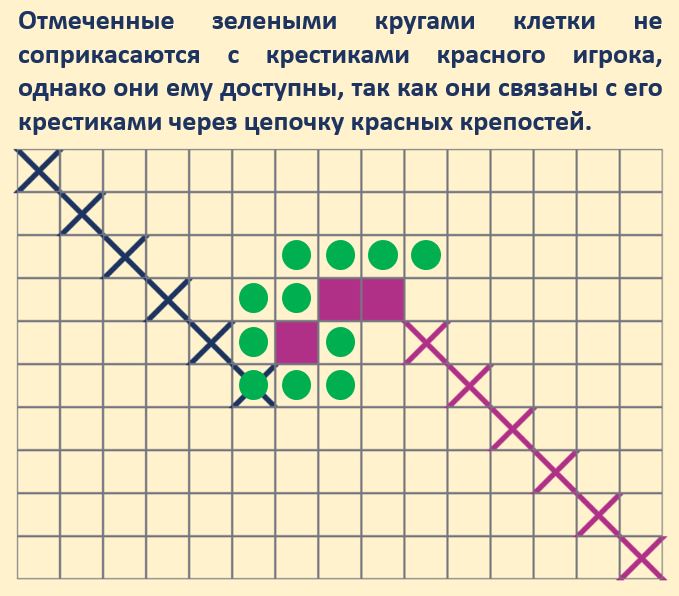 Отмеченные зелеными кругами клетки не
соприкасаются с крестиками красного игрока,
однако они ему доступны, так как они связаны с его
крестиками через цепочку красных крепостей.